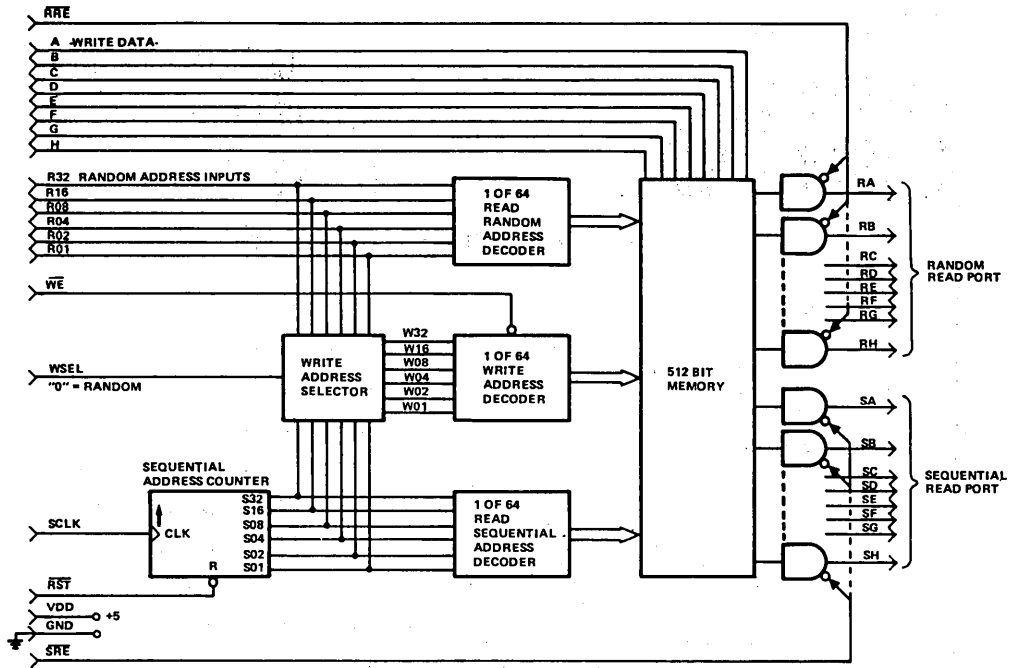 RRE
A -WRITE DATA-
B
C
D
E
F
G
H
R32 RANDOM ADDRESS INPUTS
R16
R08
R04
R02
R01
1 OF 64
READ
RANDOM
ADDRESS
DECODER
WE
WSEL
"0" = RANDOM
WRITE
ADDRESS
SELECTOR
W32
W16
W08
W04
W02
W01
1 OF 64
WRITE
ADDRESS
DECODER
512 BIT
MEMORY
RA
RB
RC
RD
RE
RF
RG
RH
RANDOM
READ PORT
SA
SB
SC
SD
SE
SF
SG
SH
SEQUENTIAL
READ PORT
SEQUENTIAL
ADDRESS COUNTER
SCLK
CLK
R
S32
S16
S08
S04
S02
S01
1 OF 64
READ
SEQUENTIAL
ADDRESS
DECODER
RST
VDD
+5
GND
SRE